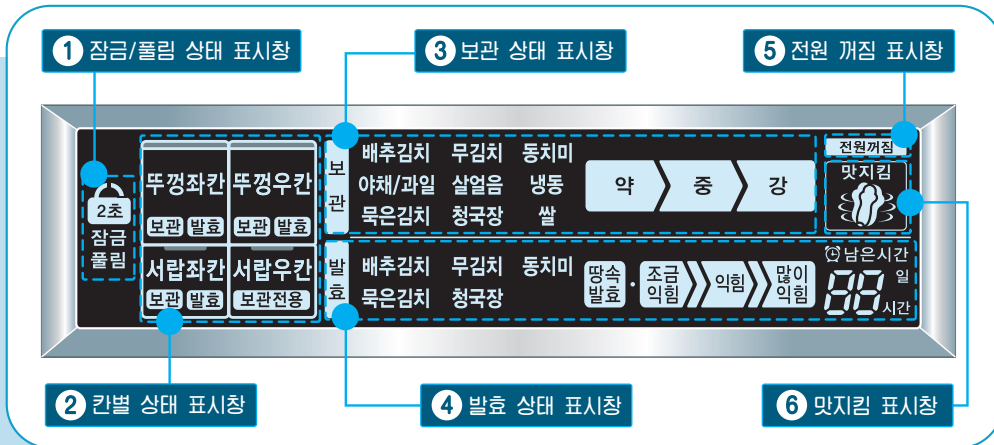 1 잠금/풀림 상태 표시창
3 보관 상태 표시창
5 전원 꺼짐 표시창
2초
잠금
풀림
뚜껑좌칸 뚜껑우칸
보관 발효 보관 발효
서랍좌칸 서랍우칸
보관 발효 보관전용
보관
배추김치 무김치 동치미
야채/과일 살얼음 냉동
묵은김치 청국장 쌀
약 중 강
전원꺼짐
맛지킴
발효
배추김치 무김치 동치미
묵은김치 청국장
땅속
발효
·
조금
익힘
익힘
많이
익힘
남은시간
88
일
시간
2 칸별 상태 표시창
4 발효 상태 표시창
6 맛지킴 표시창